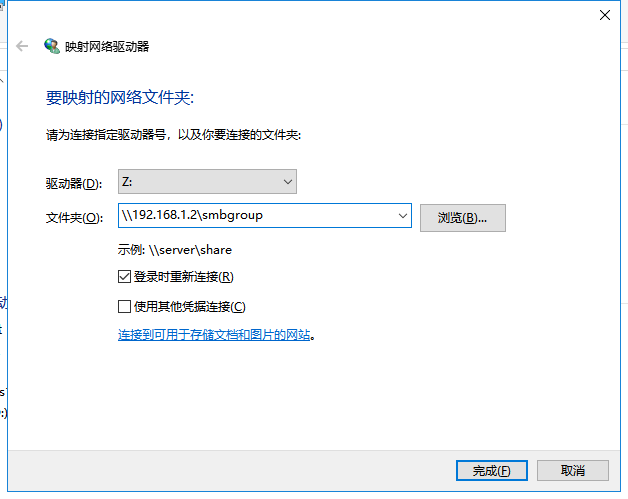 映射网络驱动器
要映射的网络文件夹:
请为连接指定驱动器号，以及你要连接的文件夹:
驱动器(D): Z:
文件夹(O): \\192.168.1.2\smbgroup 浏览(B)...
示例: \\server\share
登录时重新连接(R)
使用其他凭据连接(C)
连接到可用于存储文档和图片的网站。
完成(F) 取消